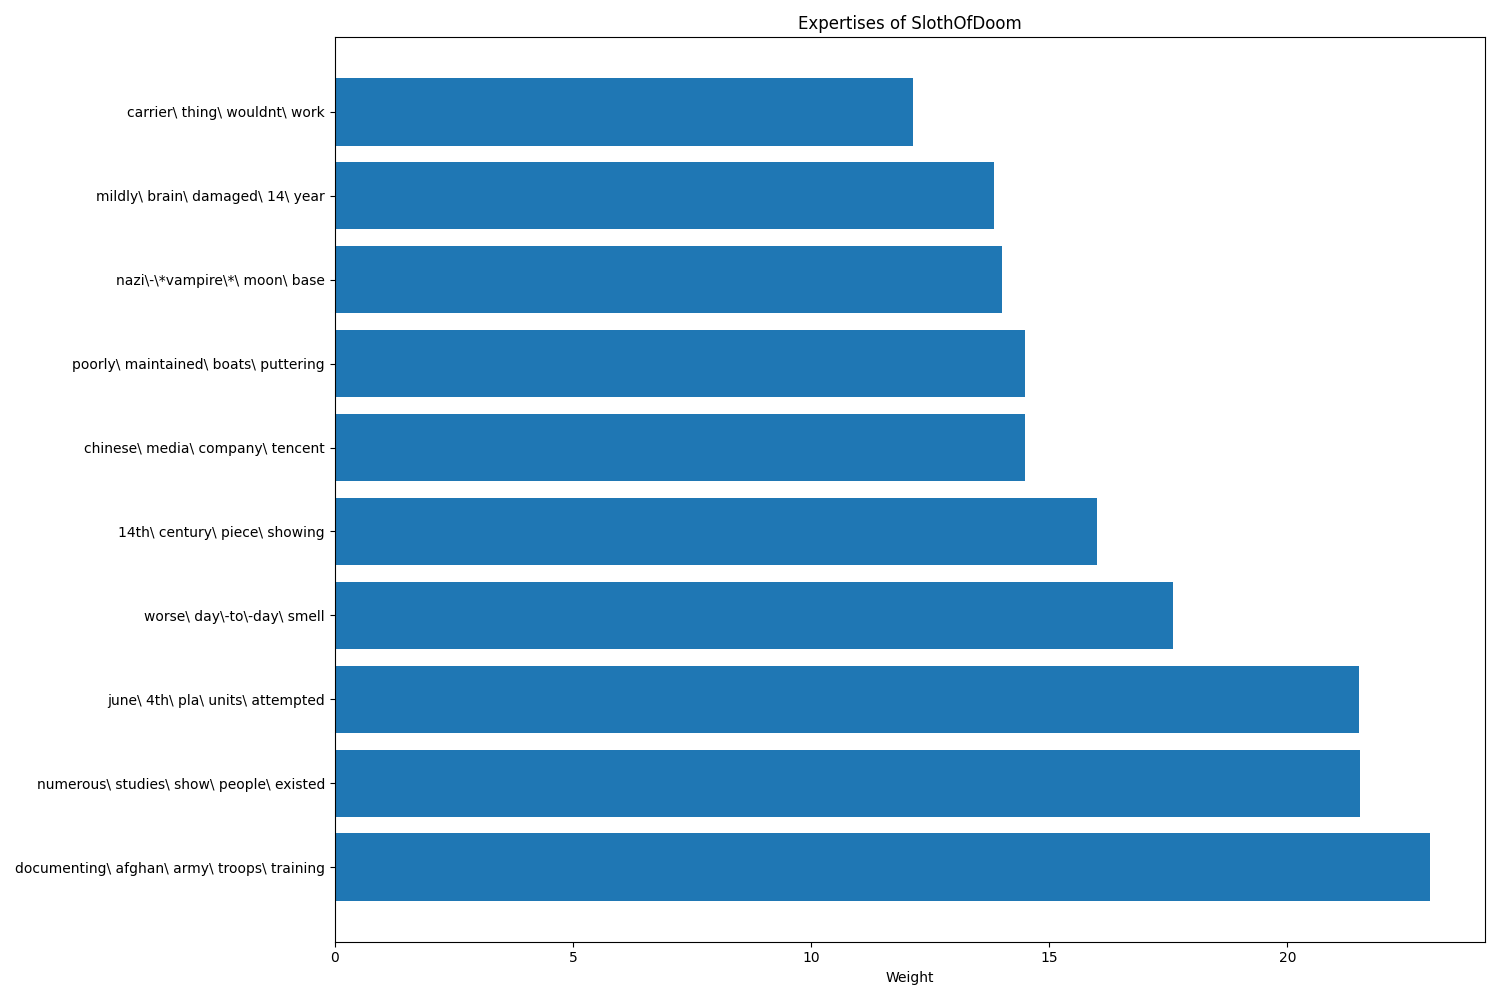 Expertises of SlothOfDoom
carrier\ thing\ wouldnt\ work
mildly\ brain\ damaged\ 14\ year
nazi\-\*vampire\*\ moon\ base
poorly\ maintained\ boats\ puttering
chinese\ media\ company\ tencent
14th\ century\ piece\ showing
worse\ day\-to\-day\ smell
june\ 4th\ pla\ units\ attempted
numerous\ studies\ show\ people\ existed
documenting\ afghan\ army\ troops\ training
0 5 10 15 20
Weight